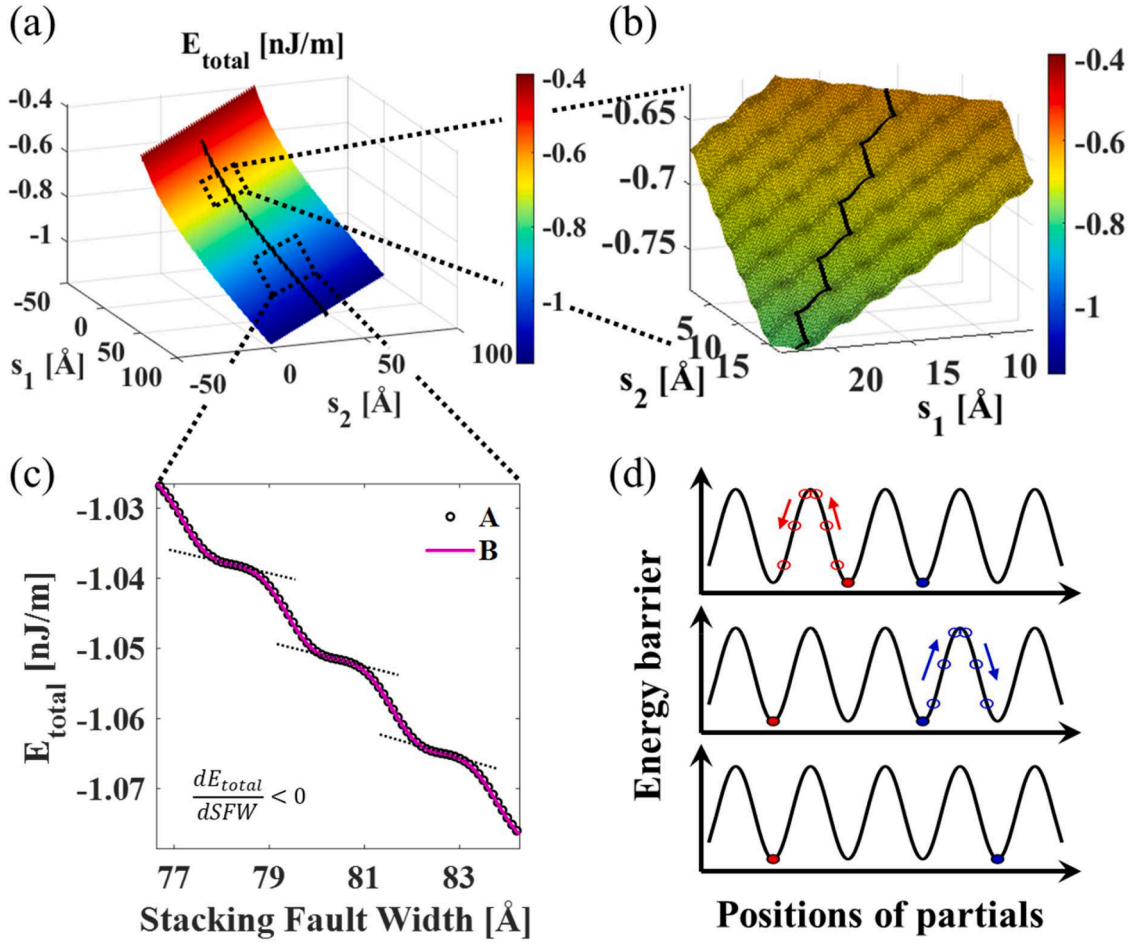 (a)
E_total [nJ/m]
-0.4
-0.6
-0.8
-1
-50
0
50
100
s_1 [Å]
-50
0
50
100
s_2 [Å]
-0.4
-0.6
-0.8
-1
(b)
-0.65
-0.7
-0.75
5
10
15
s_2 [Å]
20
15
10
s_1 [Å]
-0.4
-0.6
-0.8
-1
(c)
E_total [nJ/m]
-1.03
-1.04
-1.05
-1.06
-1.07
A
B
dE_total
dSFW < 0
77
79
81
83
Stacking Fault Width [Å]
(d)
Energy barrier
Positions of partials